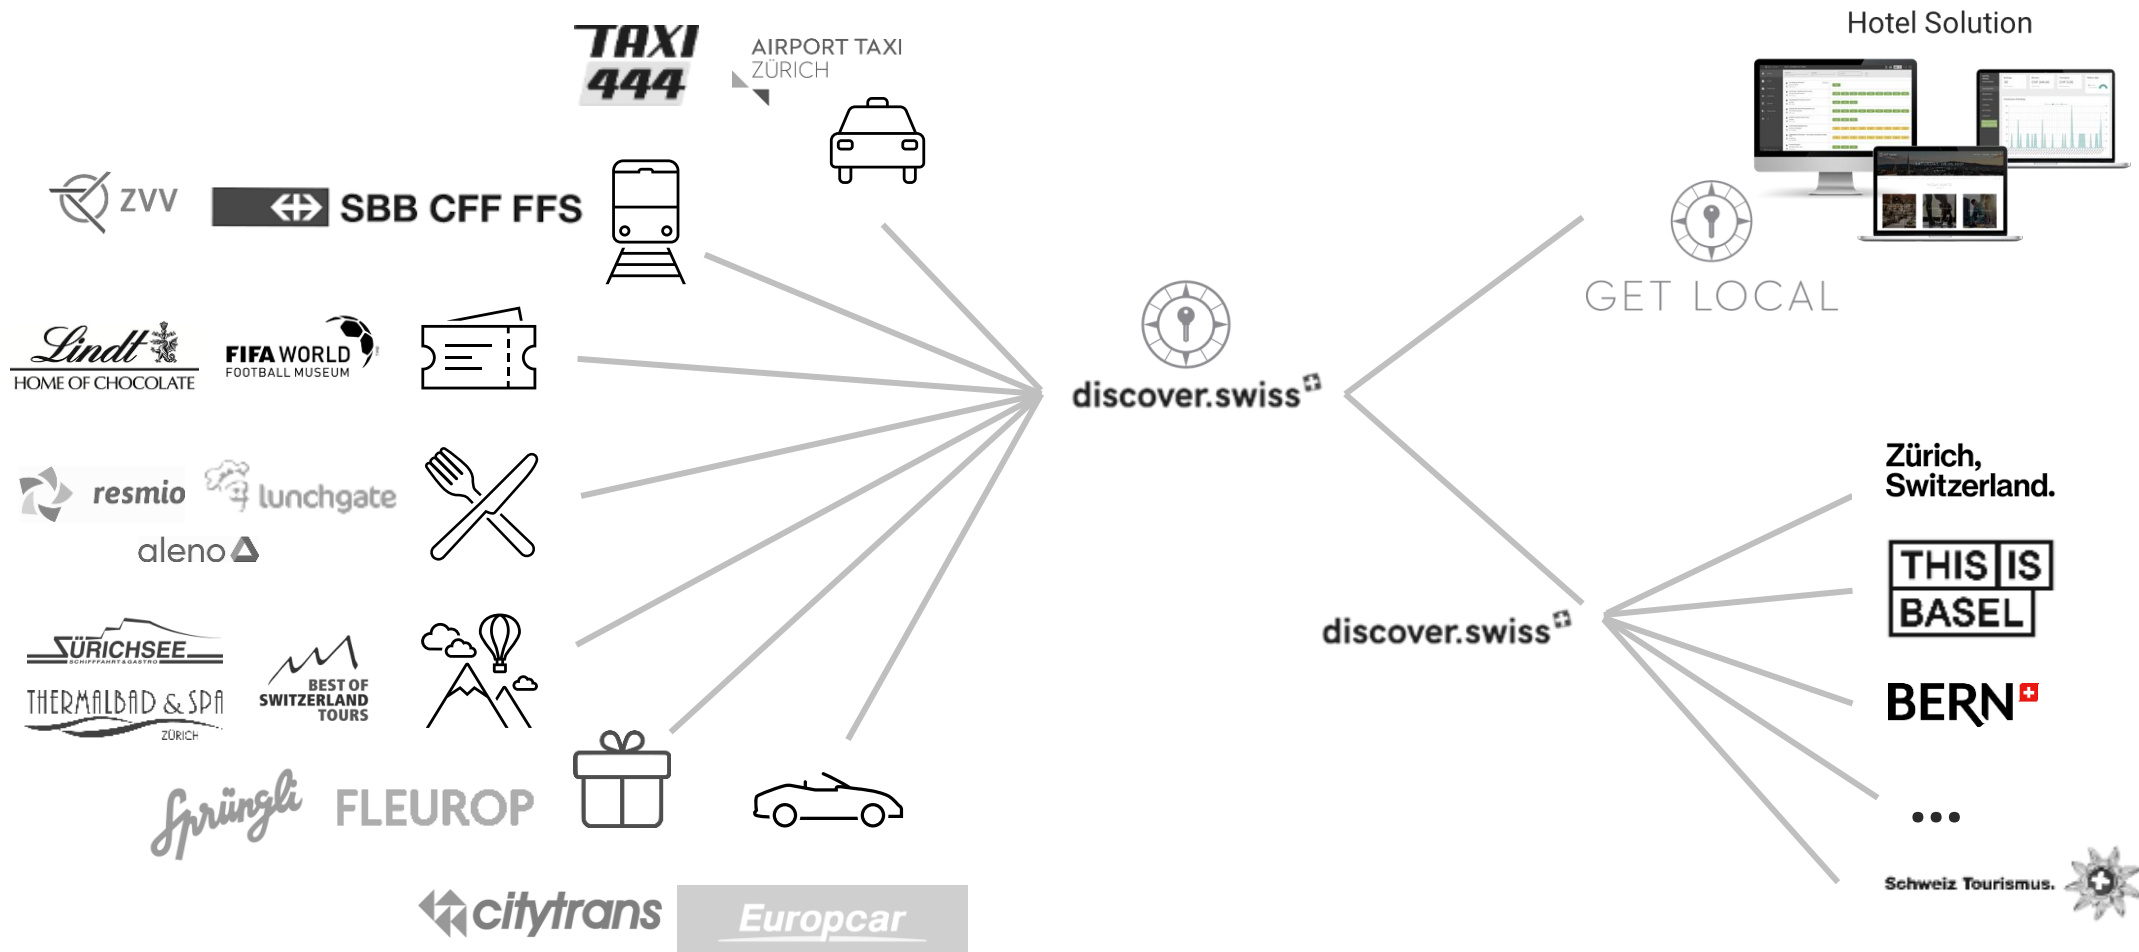 Hotel Solution
TAXI
444
AIRPORT TAXI
ZÜRICH
ZVV
SBB CFF FFS
GET LOCAL
Lindt
HOME OF CHOCOLATE
FIFA WORLD
FOOTBALL MUSEUM
discover.swiss
resmio
lunchgate
aleno
Zürich,
Switzerland.
THIS IS
BASEL
discover.swiss
ZÜRICHSEE
SCHIFFFAHRT & GASTRO
BEST OF
SWITZERLAND
TOURS
THERMALBAD & SPA
ZÜRICH
BERN
Sprüngli
FLEUROP
...
Schweiz Tourismus.
citytrans
Europcar